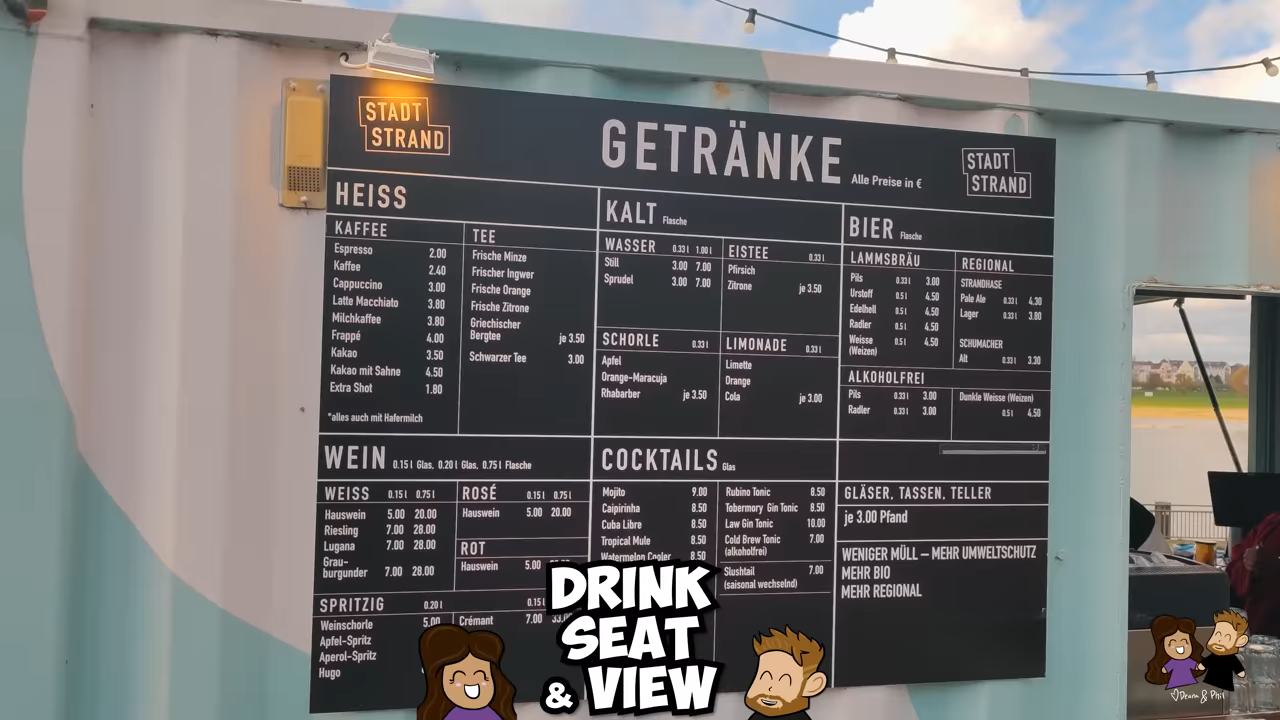 STADT
STRAND
GETRÄNKE
Alle Preise in €
STADT
STRAND
HEISS
KAFFEE
Espresso 2.00
Kaffee 2.40
Cappuccino 3.00
Latte Macchiato 3.80
Milchkaffee 3.80
Frappé 4.00
Kakao 3.50
Kakao mit Sahne 4.50
Extra Shot 1.80
*alles auch mit Hafermilch
TEE
Frische Minze
Frischer Ingwer
Frische Orange
Frische Zitrone
Griechischer
Bergtee je 3.50
Schwarzer Tee 3.00
KALT Flasche
WASSER 0.33 l 1.00 l
Still 3.00 7.00
Sprudel 3.00 7.00
EISTEE 0.33 l
Pfirsich
Zitrone je 3.50
SCHORLE 0.33 l
Apfel
Orange-Maracuja
Rhabarber je 3.50
LIMONADE 0.33 l
Limette
Orange
Cola je 3.00
BIER Flasche
LAMMSBRÄU
Pils 0.33 l 3.00
Urstoff 0.5 l 4.50
Edelhell 0.5 l 4.50
Radler 0.5 l 4.50
Weisse 0.5 l 4.50
(Weizen)
REGIONAL
STRANDHASE
Pale Ale 0.33 l 4.30
Lager 0.33 l 3.80
SCHUMACHER
Alt 0.33 l 3.30
ALKOHOLFREI
Pils 0.33 l 3.00
Radler 0.33 l 3.00
Dunkle Weisse (Weizen)
0.5 l 4.50
WEIN 0.15 l Glas, 0.20 l Glas, 0.75 l Flasche
WEISS 0.15 l 0.75 l
Hauswein 5.00 20.00
Riesling 7.00 28.00
Lugana 7.00 28.00
Grau-
burgunder 7.00 28.00
ROSÉ 0.15 l 0.75 l
Hauswein 5.00 20.00
ROT
Hauswein 5.00
SPRITZIG 0.20 l 0.15 l
Weinschorle 5.00
Apfel-Spritz
Aperol-Spritz
Hugo
Crémant 7.00 33.00
COCKTAILS Glas
Mojito 9.00
Caipirinha 8.50
Cuba Libre 8.50
Tropical Mule 8.50
Watermelon Cooler 8.50
Rubino Tonic 8.50
Tobermory Gin Tonic 8.50
Law Gin Tonic 10.00
Cold Brew Tonic 7.00
(alkoholfrei)
Slushtail 7.00
(saisonal wechselnd)
GLÄSER, TASSEN, TELLER
je 3.00 Pfand
WENIGER MÜLL – MEHR UMWELTSCHUTZ
MEHR BIO
MEHR REGIONAL
DRINK
SEAT
& VIEW
Deana & Phil